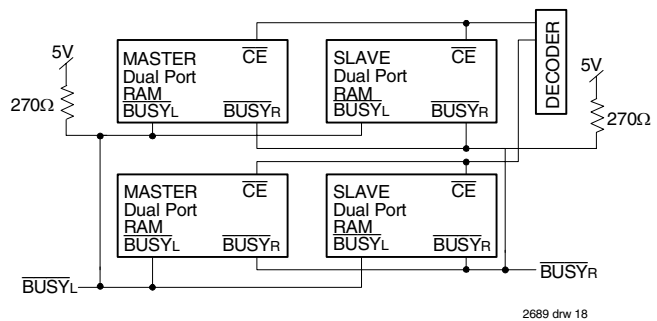 5V
270Ω
MASTER
Dual Port
RAM
BUSYL
CE
BUSYR
SLAVE
Dual Port
RAM
BUSYL
CE
BUSYR
DECODER
5V
270Ω
MASTER
Dual Port
RAM
BUSYL
CE
BUSYR
SLAVE
Dual Port
RAM
BUSYL
CE
BUSYR
BUSYL
BUSYR
2689 drw 18